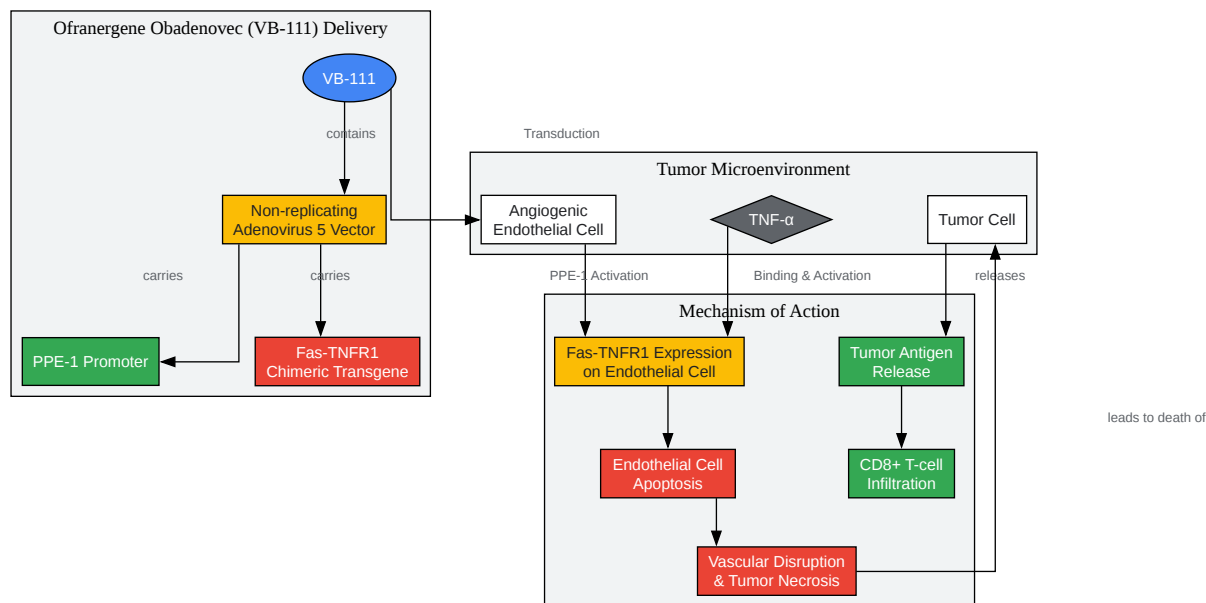 Ofranergene Obadenovec (VB-111) Delivery
VB-111
contains
Transduction
Tumor Microenvironment
Non-replicating
Adenovirus 5 Vector
Angiogenic
Endothelial Cell
TNF-α
Tumor Cell
carries
carries
PPE-1 Activation
Binding & Activation
releases
Mechanism of Action
PPE-1 Promoter
Fas-TNFR1
Chimeric Transgene
Fas-TNFR1 Expression
on Endothelial Cell
Tumor Antigen
Release
leads to death of
Endothelial Cell
Apoptosis
CD8+ T-cell
Infiltration
Vascular Disruption
& Tumor Necrosis